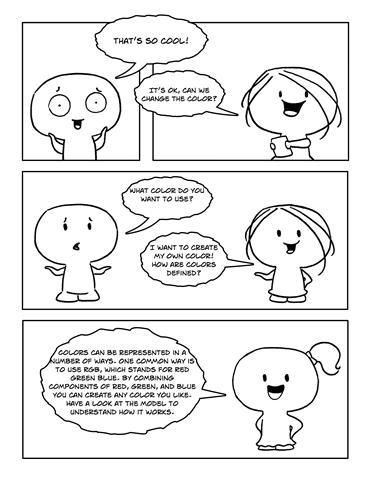 THAT'S SO COOL!
IT'S OK, CAN WE
CHANGE THE COLOR?
WHAT COLOR DO YOU
WANT TO USE?
I WANT TO CREATE
MY OWN COLOR!
HOW ARE COLORS
DEFINED?
COLORS CAN BE REPRESENTED IN A
NUMBER OF WAYS. ONE COMMON WAY IS
TO USE RGB, WHICH STANDS FOR RED
GREEN BLUE. BY COMBINING
COMPONENTS OF RED, GREEN, AND BLUE
YOU CAN CREATE ANY COLOR YOU LIKE.
HAVE A LOOK AT THE MODEL TO
UNDERSTAND HOW IT WORKS.